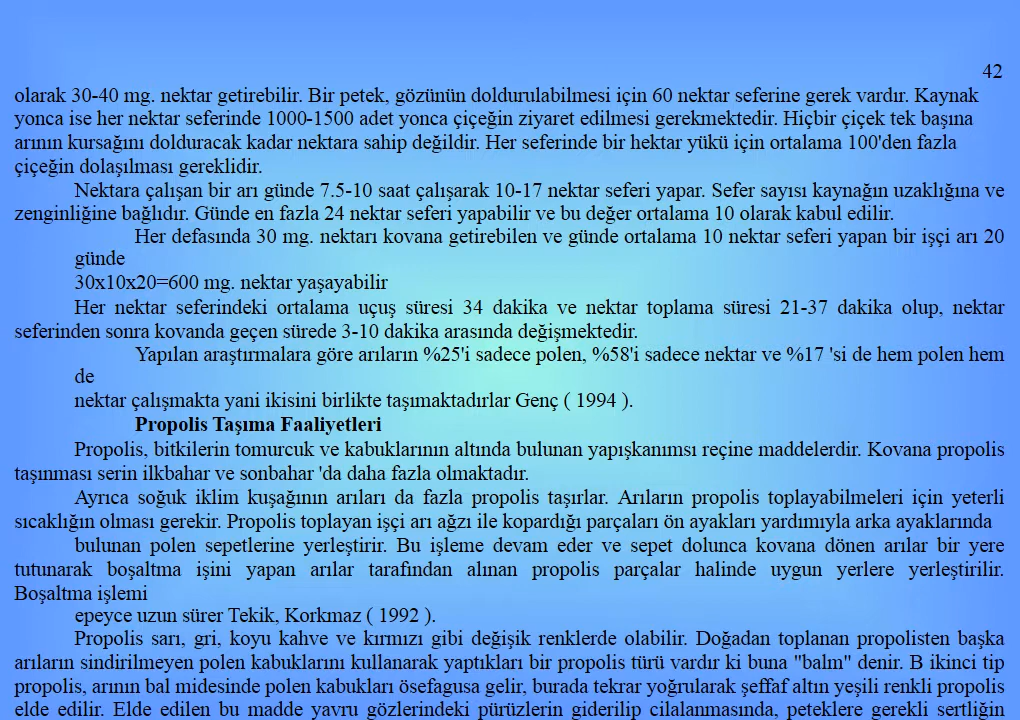 42
olarak 30-40 mg. nektar getirebilir. Bir petek, gözünün doldurulabilmesi için 60 nektar seferine gerek vardır. Kaynak
yonca ise her nektar seferinde 1000-1500 adet yonca çiçeğin ziyaret edilmesi gerekmektedir. Hiçbir çiçek tek başına
arının kursağını dolduracak kadar nektara sahip değildir. Her seferinde bir hektar yükü için ortalama 100'den fazla
çiçeğin dolaşılması gereklidir.
Nektara çalışan bir arı günde 7.5-10 saat çalışarak 10-17 nektar seferi yapar. Sefer sayısı kaynağın uzaklığına ve
zenginliğine bağlıdır. Günde en fazla 24 nektar seferi yapabilir ve bu değer ortalama 10 olarak kabul edilir.
Her defasında 30 mg. nektarı kovana getirebilen ve günde ortalama 10 nektar seferi yapan bir işçi arı 20
günde
30x10x20=600 mg. nektar yaşayabilir
Her nektar seferindeki ortalama uçuş süresi 34 dakika ve nektar toplama süresi 21-37 dakika olup, nektar
seferinden sonra kovanda geçen sürede 3-10 dakika arasında değişmektedir.
Yapılan araştırmalara göre arıların %25'i sadece polen, %58'i sadece nektar ve %17 'si de hem polen hem
de
nektar çalışmakta yani ikisini birlikte taşımaktadırlar Genç ( 1994 ).
Propolis Taşıma Faaliyetleri
Propolis, bitkilerin tomurcuk ve kabuklarının altında bulunan yapışkanımsı reçine maddelerdir. Kovana propolis
taşınması serin ilkbahar ve sonbahar 'da daha fazla olmaktadır.
Ayrıca soğuk iklim kuşağının arıları da fazla propolis taşırlar. Arıların propolis toplayabilmeleri için yeterli
sıcaklığın olması gerekir. Propolis toplayan işçi arı ağzı ile kopardığı parçaları ön ayakları yardımıyla arka ayaklarında
bulunan polen sepetlerine yerleştirir. Bu işleme devam eder ve sepet dolunca kovana dönen arılar bir yere
tutunarak boşaltma işini yapan arılar tarafından alınan propolis parçalar halinde uygun yerlere yerleştirilir.
Boşaltma işlemi
epeyce uzun sürer Tekik, Korkmaz ( 1992 ).
Propolis sarı, gri, koyu kahve ve kırmızı gibi değişik renklerde olabilir. Doğadan toplanan propolisten başka
arıların sindirilmeyen polen kabuklarını kullanarak yaptıkları bir propolis türü vardır ki buna "balm" denir. B ikinci tip
propolis, arının bal midesinde polen kabukları ösefagusa gelir, burada tekrar yoğrularak şeffaf altın yeşili renkli propolis
elde edilir. Elde edilen bu madde yavru gözlerindeki pürüzlerin giderilip cilalanmasında, peteklere gerekli sertliğin